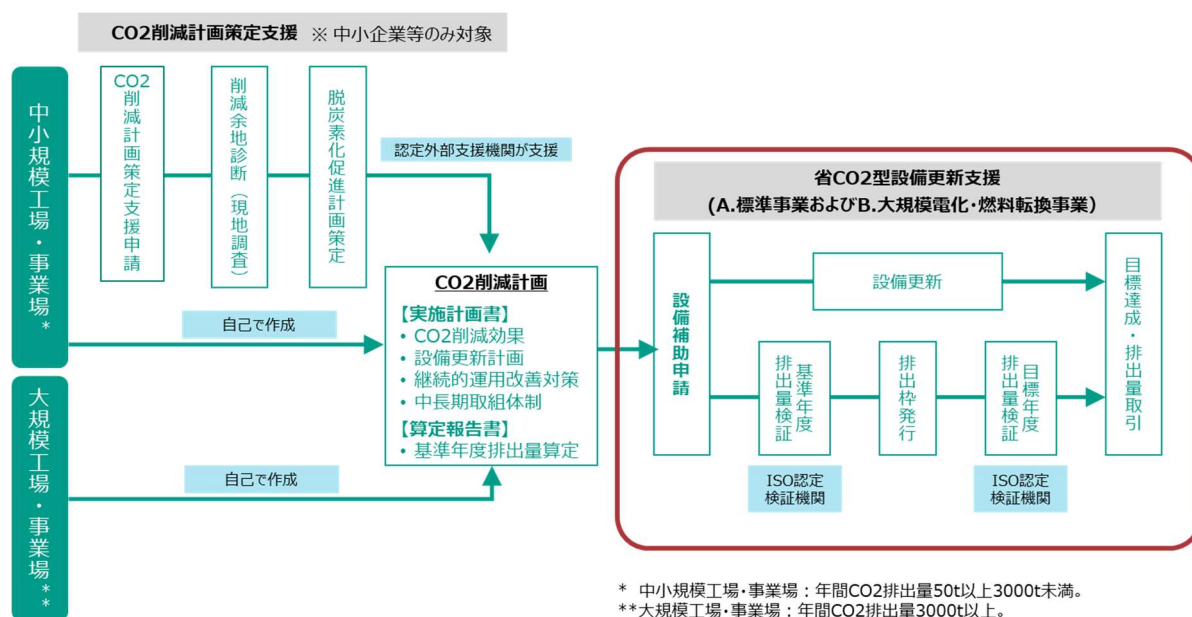 CO2削減計画策定支援 ※ 中小企業等のみ対象
中小規模工場・事業場*
CO2削減計画策定支援申請
削減余地診断（現地調査）
脱炭素化促進計画策定
認定外部支援機関が支援
自己で作成
大規模工場・事業場**
自己で作成
CO2削減計画
【実施計画書】
• CO2削減効果
• 設備更新計画
• 継続的運用改善対策
• 中長期取組体制
【算定報告書】
• 基準年度排出量算定
省CO2型設備更新支援
(A.標準事業およびB.大規模電化・燃料転換事業)
設備補助申請
設備更新
基準年度
排出量検証
排出枠発行
目標年度
排出量検証
目標達成・排出量取引
ISO認定
検証機関
ISO認定
検証機関
* 中小規模工場・事業場：年間CO2排出量50t以上3000t未満。
**大規模工場・事業場：年間CO2排出量3000t以上。